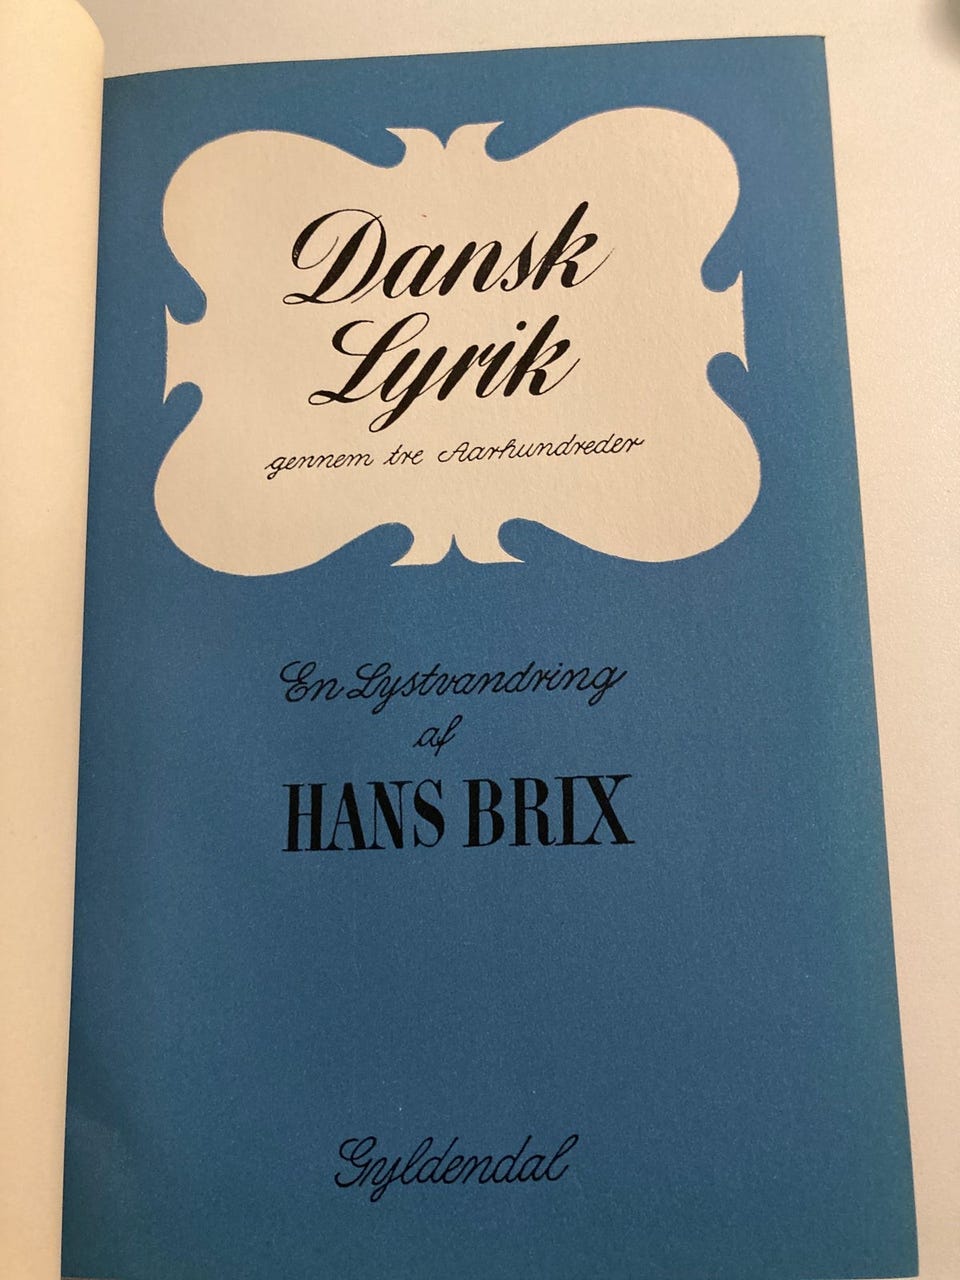 Dansk
Lyrik
gennem tre Aarhundreder
En Lystvandring
af
HANS BRIX
Gyldendal